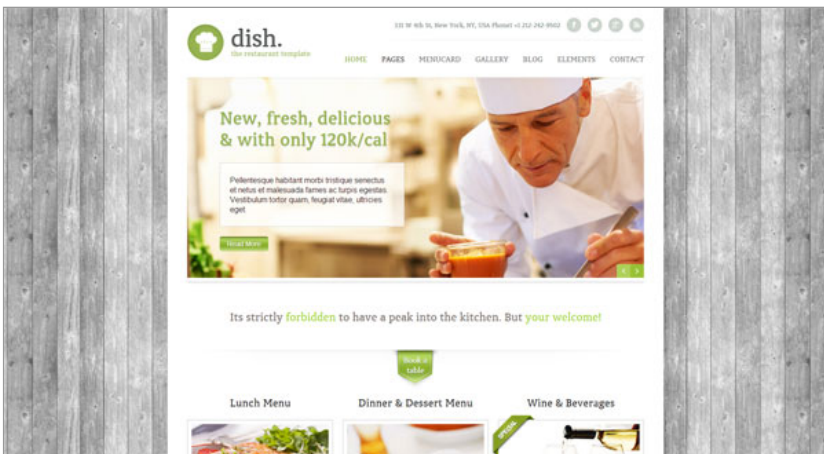 dish.
the restaurant template
331 W 4th St, New York, NY, USA Phone: +1 212-242-9502
HOME PAGES MENUCARD GALLERY BLOG ELEMENTS CONTACT
New, fresh, delicious
& with only 120k/cal
Pellentesque habitant morbi tristique senectus
et netus et malesuada fames ac turpis egestas.
Vestibulum tortor quam, feugiat vitae, ultricies
eget
Read More
Its strictly forbidden to have a peak into the kitchen. But your welcome!
Book a
table
Lunch Menu Dinner & Dessert Menu Wine & Beverages
SPECIAL